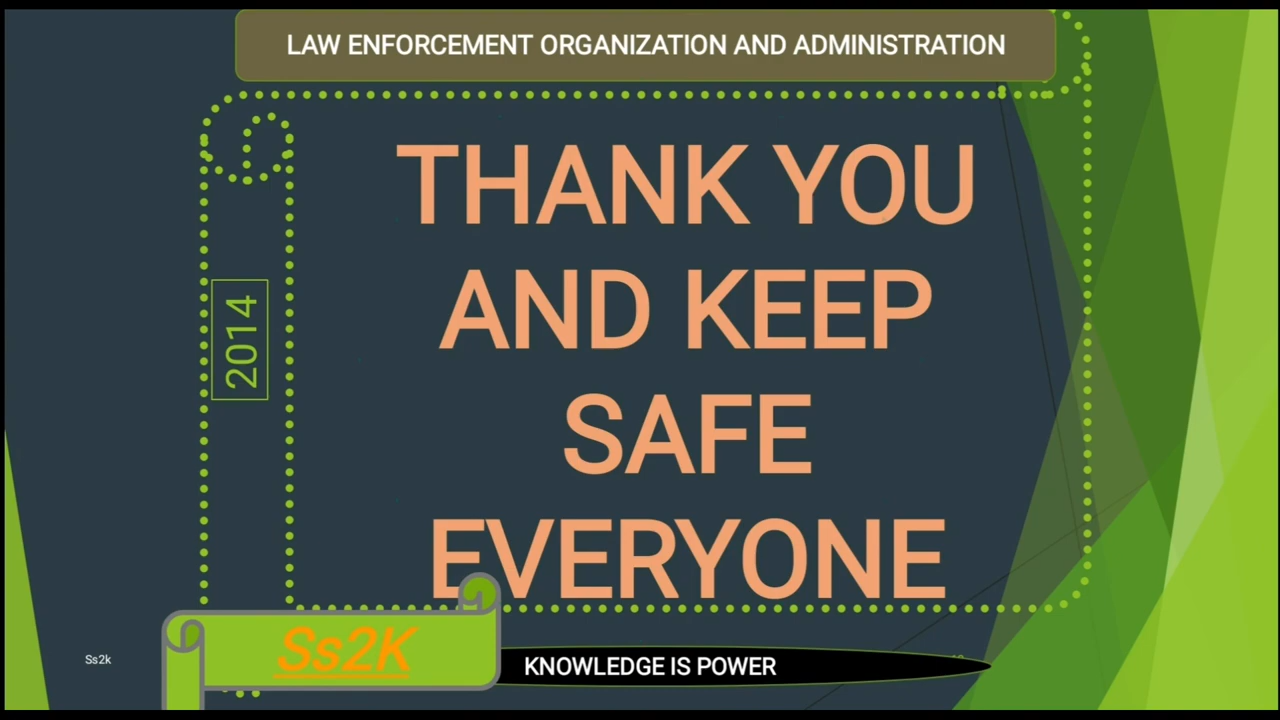 LAW ENFORCEMENT ORGANIZATION AND ADMINISTRATION
THANK YOU
AND KEEP
SAFE
EVERYONE
2014
Ss2K
Ss2k
KNOWLEDGE IS POWER